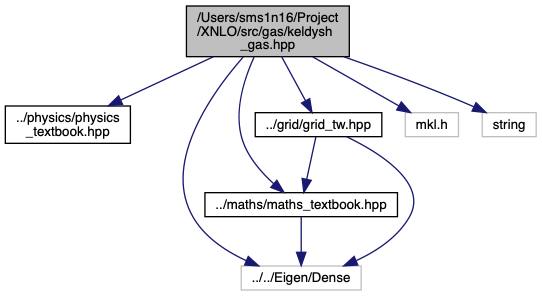 /Users/sms1n16/Project
/XNLO/src/gas/keldysh
_gas.hpp
../physics/physics
_textbook.hpp
../grid/grid_tw.hpp
mkl.h
string
../maths/maths_textbook.hpp
../../Eigen/Dense